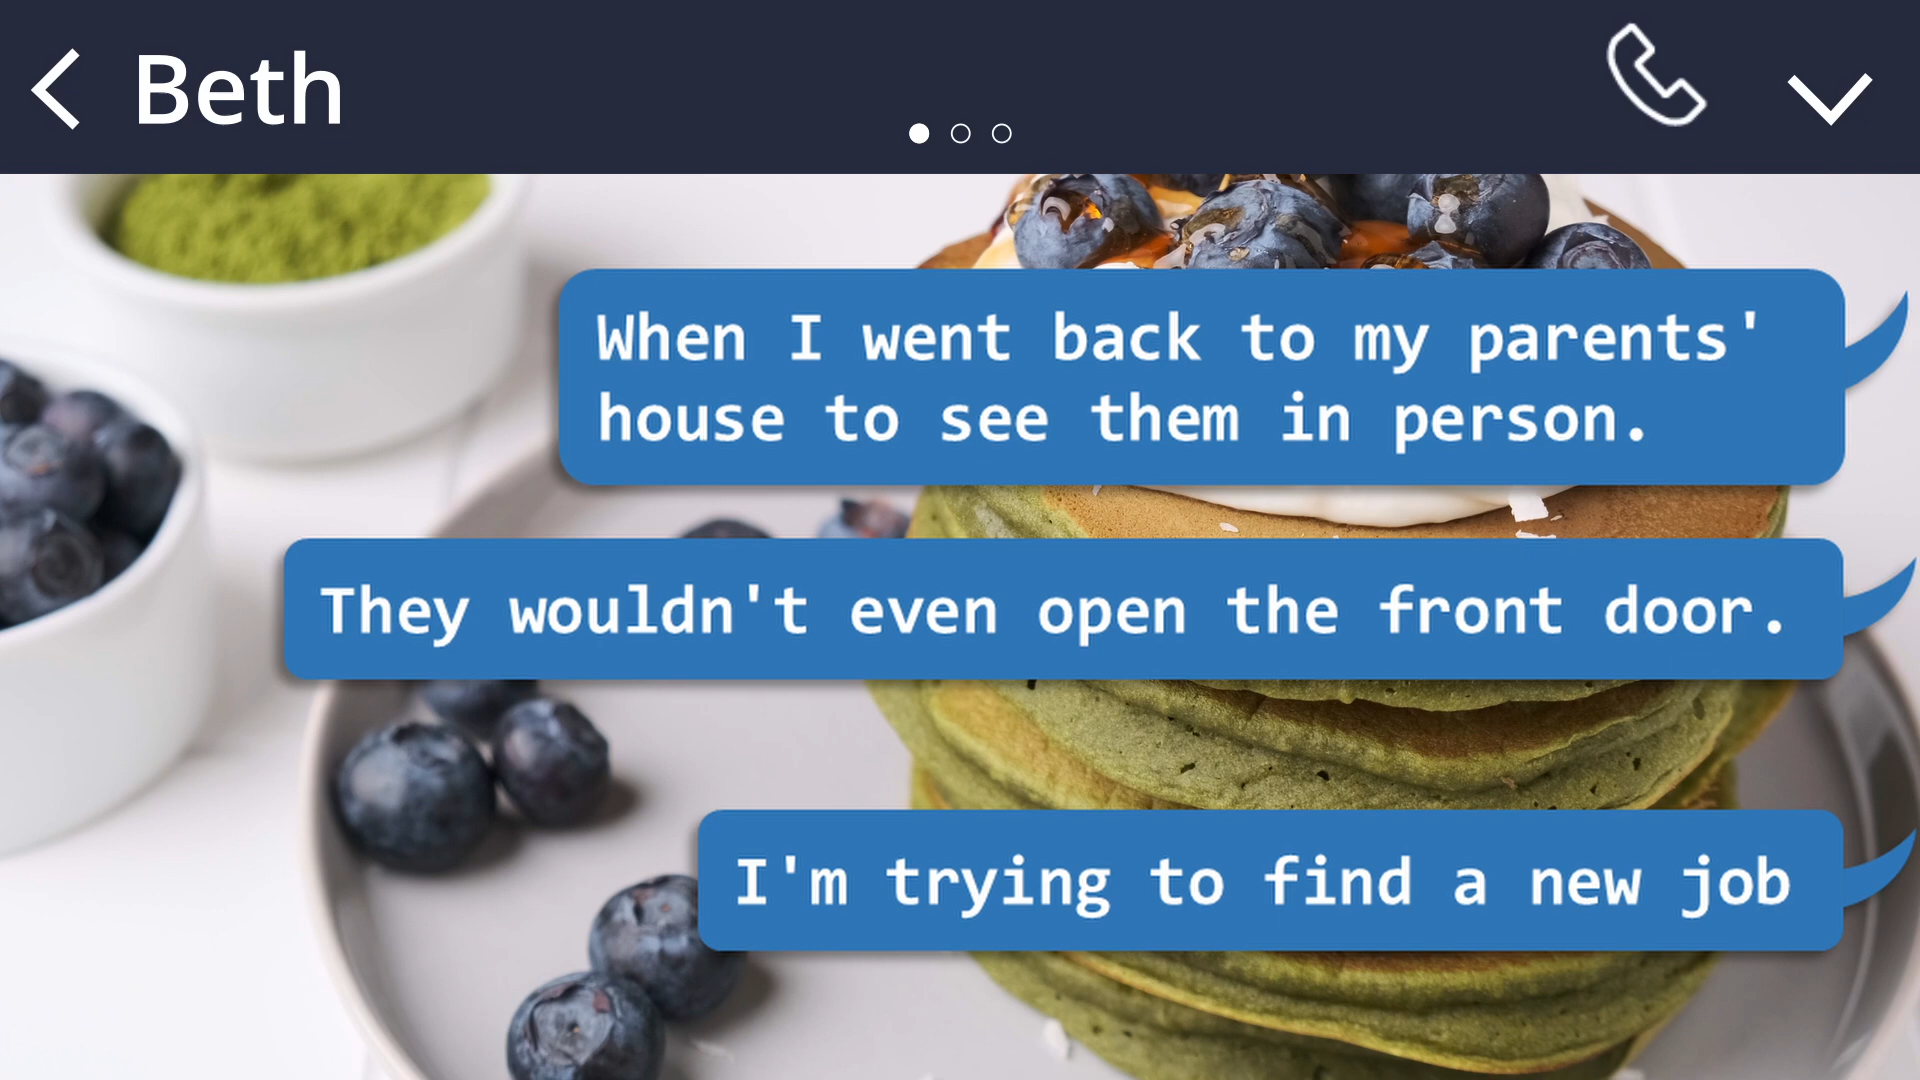 Beth
When I went back to my parents'
house to see them in person.
They wouldn't even open the front door.
I'm trying to find a new job